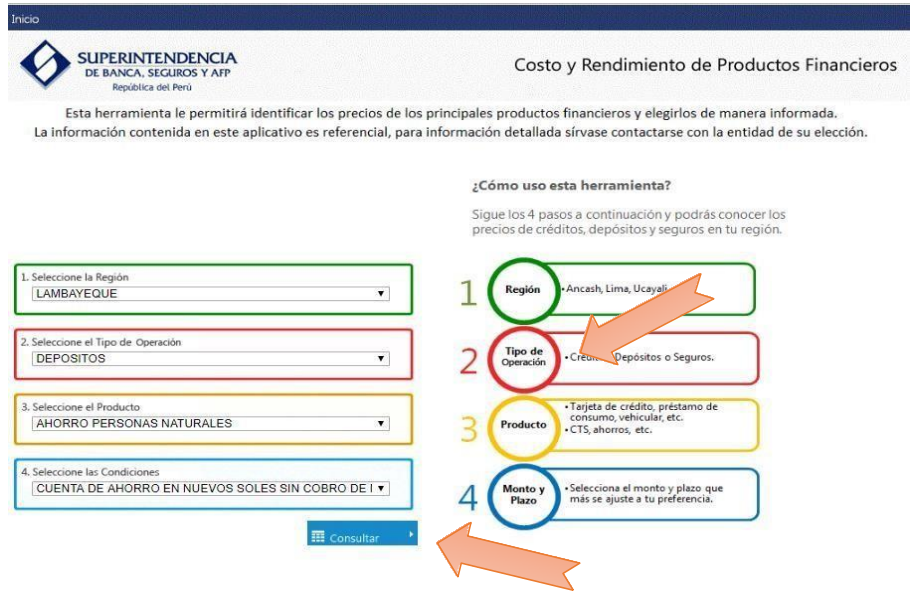 Inicio
SUPERINTENDENCIA
DE BANCA, SEGUROS Y AFP
República del Perú
Costo y Rendimiento de Productos Financieros
Esta herramienta le permitirá identificar los precios de los principales productos financieros y elegirlos de manera informada.
La información contenida en este aplicativo es referencial, para información detallada sírvase contactarse con la entidad de su elección.
¿Cómo uso esta herramienta?
Sigue los 4 pasos a continuación y podrás conocer los
precios de créditos, depósitos y seguros en tu región.
1. Seleccione la Región
LAMBAYEQUE
2. Seleccione el Tipo de Operación
DEPOSITOS
3. Seleccione el Producto
AHORRO PERSONAS NATURALES
4. Seleccione las Condiciones
CUENTA DE AHORRO EN NUEVOS SOLES SIN COBRO DE
Consultar
1
Región
•Ancash, Lima, Ucayali
2
Tipo de
Operación
• Depósitos o Seguros.
3
Producto
•Tarjeta de crédito, préstamo de
consumo, vehicular, etc.
•CTS, ahorros, etc.
4
Monto y
Plazo
•Selecciona el monto y plazo que
más se ajuste a tu preferencia.